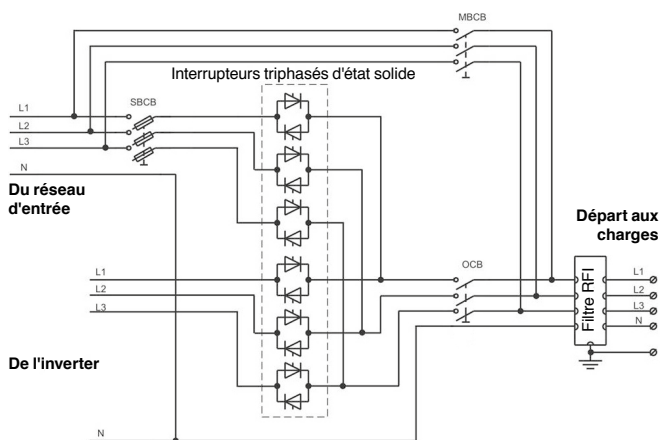 MBCB
Interrupteurs triphasés d'état solide
SBCB
L1
L2
L3
N
Du réseau
d'entrée
Départ aux
charges
OCB
Filtre RFI
L1
L2
L3
N
L1
L2
L3
De l'inverter
N